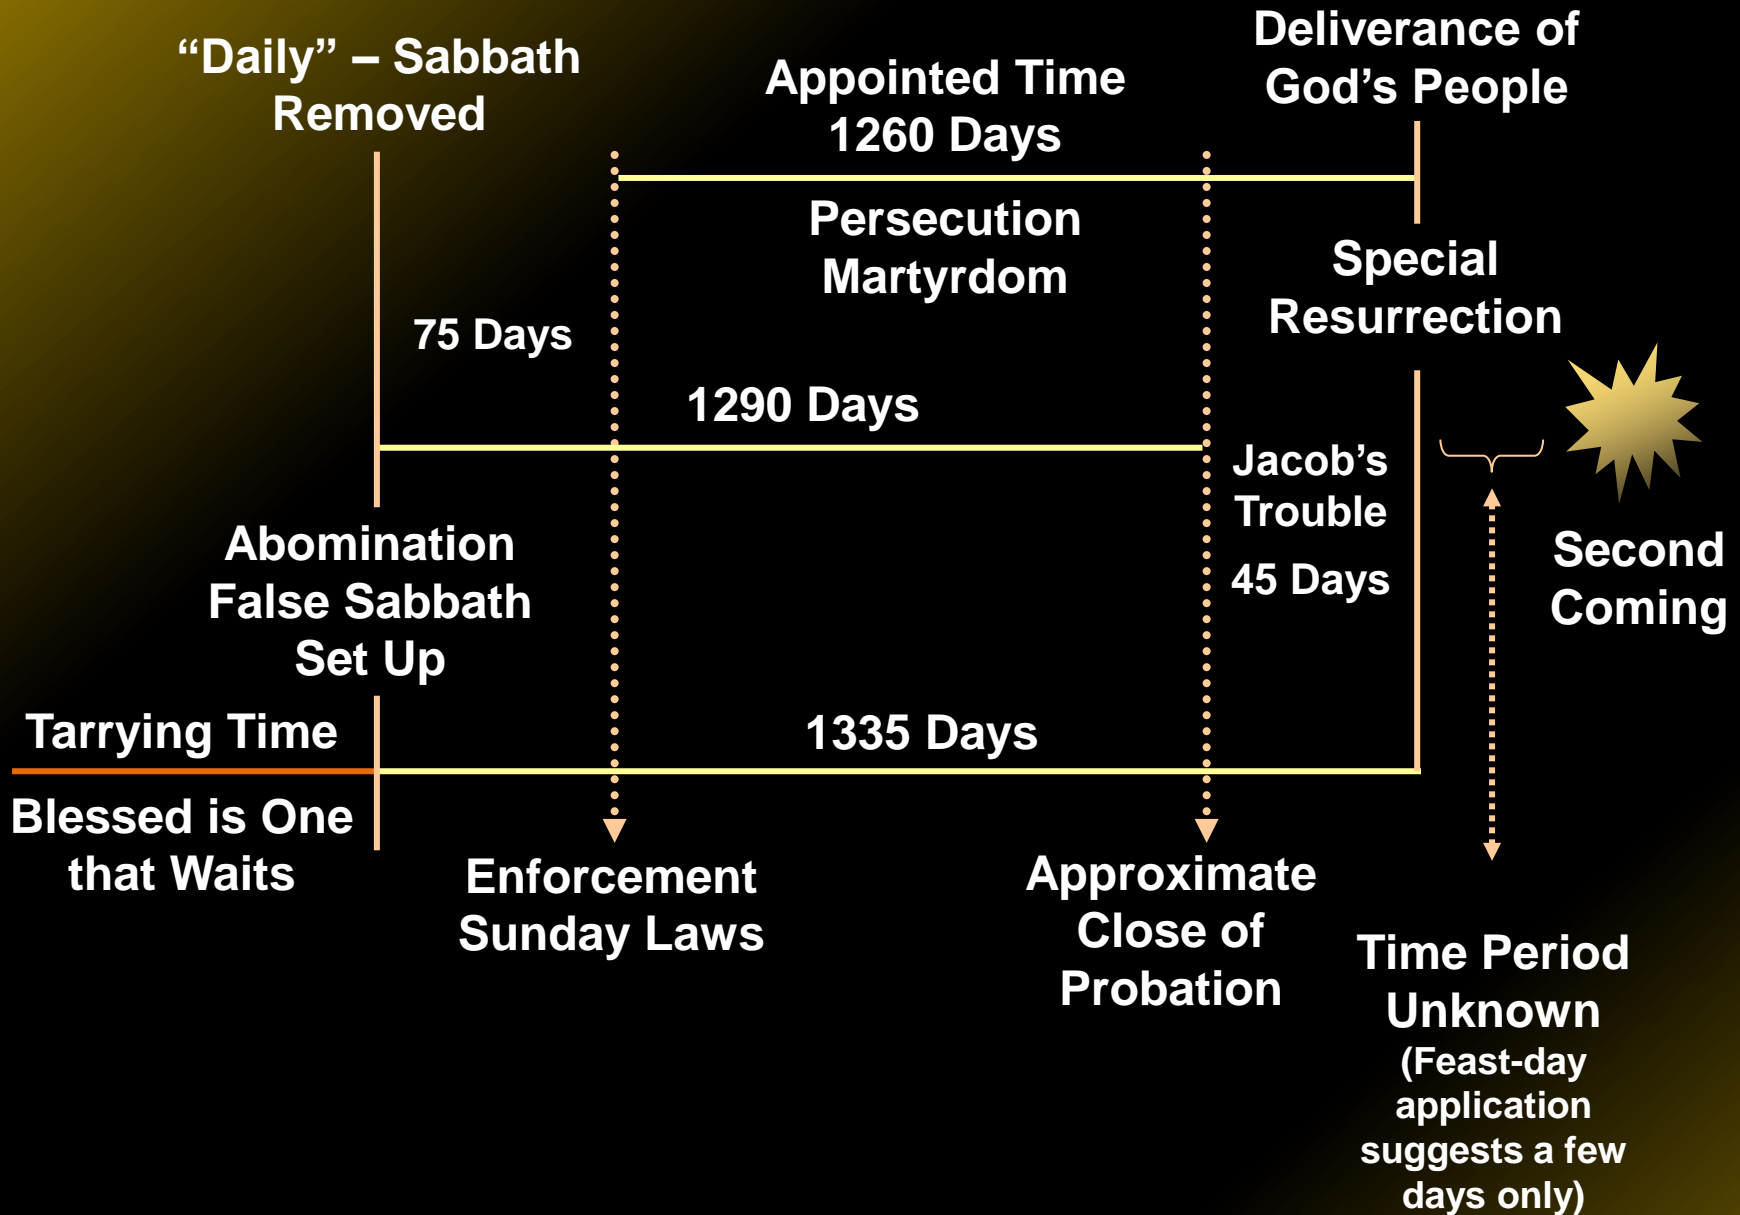 “Daily” – Sabbath
Removed
Appointed Time
1260 Days
Deliverance of
God’s People
Persecution
Martyrdom
Special
Resurrection
75 Days
1290 Days
Jacob’s
Trouble
45 Days
Second
Coming
Abomination
False Sabbath
Set Up
Tarrying Time
1335 Days
Blessed is One
that Waits
Enforcement
Sunday Laws
Approximate
Close of
Probation
Time Period
Unknown
(Feast-day
application
suggests a few
days only)